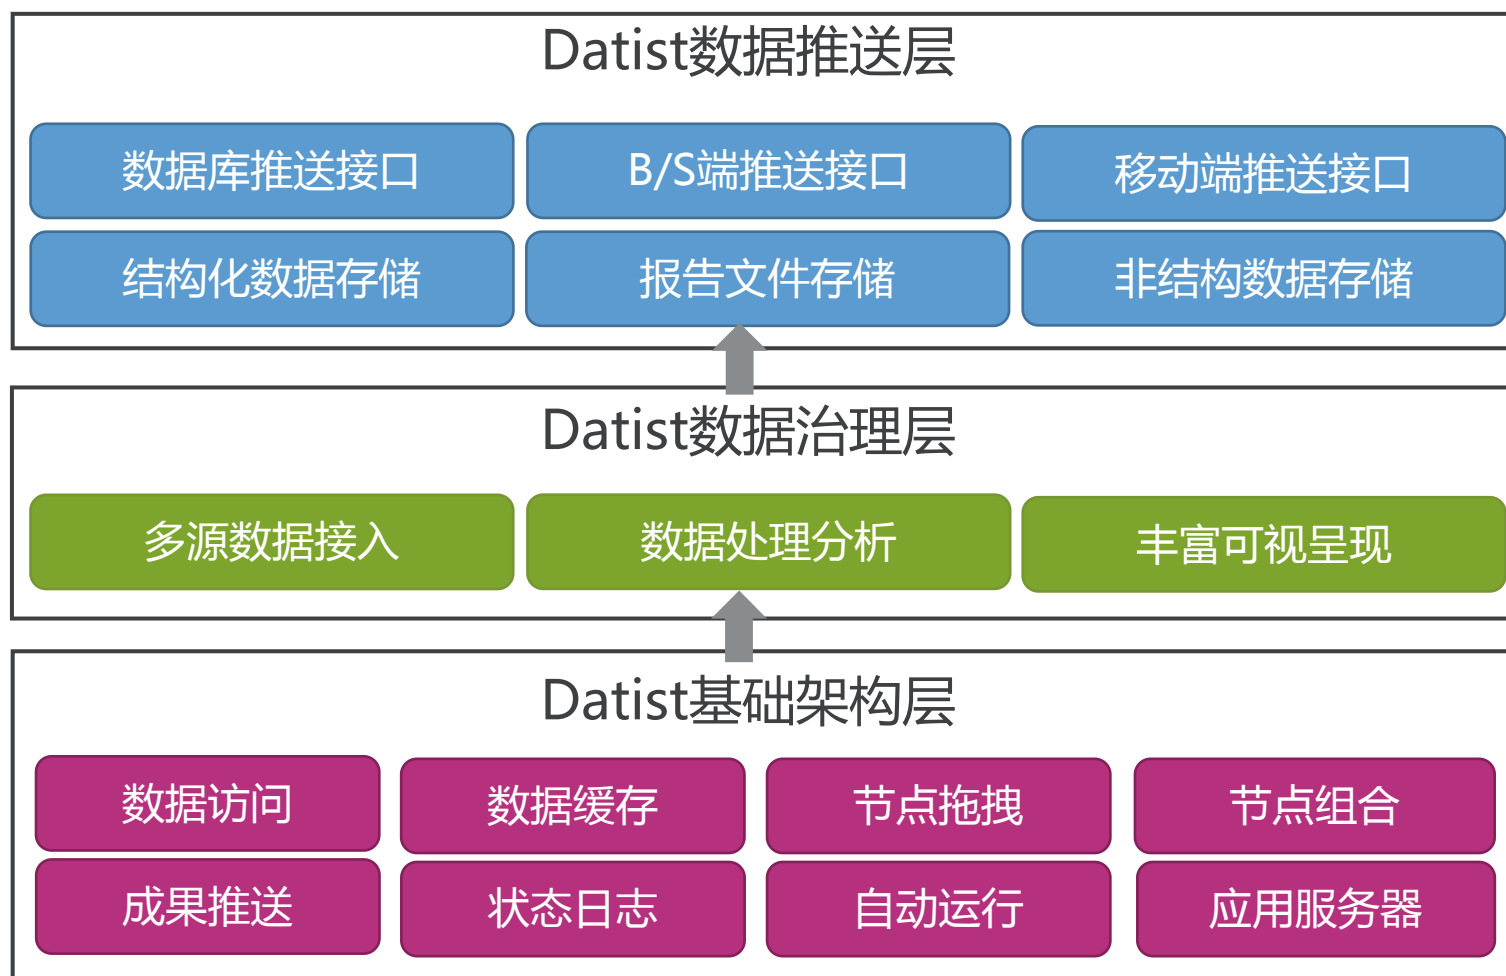 Datist数据推送层
数据库推送接口
B/S端推送接口
移动端推送接口
结构化数据存储
报告文件存储
非结构数据存储
Datist数据治理层
多源数据接入
数据处理分析
丰富可视呈现
Datist基础架构层
数据访问
数据缓存
节点拖拽
节点组合
成果推送
状态日志
自动运行
应用服务器